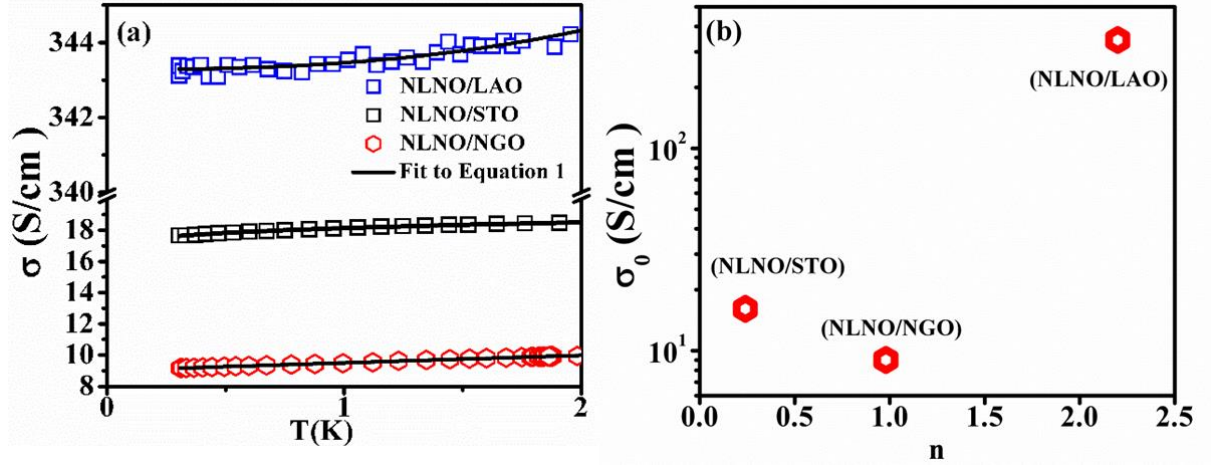 (a)
σ (S/cm )
344
342
340
18
16
14
12
10
8
NLNO/LAO
NLNO/STO
NLNO/NGO
Fit to Equation 1
0
1
2
T(K)
(b)
σ0 (S/cm )
10²
10¹
(NLNO/LAO)
(NLNO/STO)
(NLNO/NGO)
0.0
0.5
1.0
1.5
2.0
2.5
n